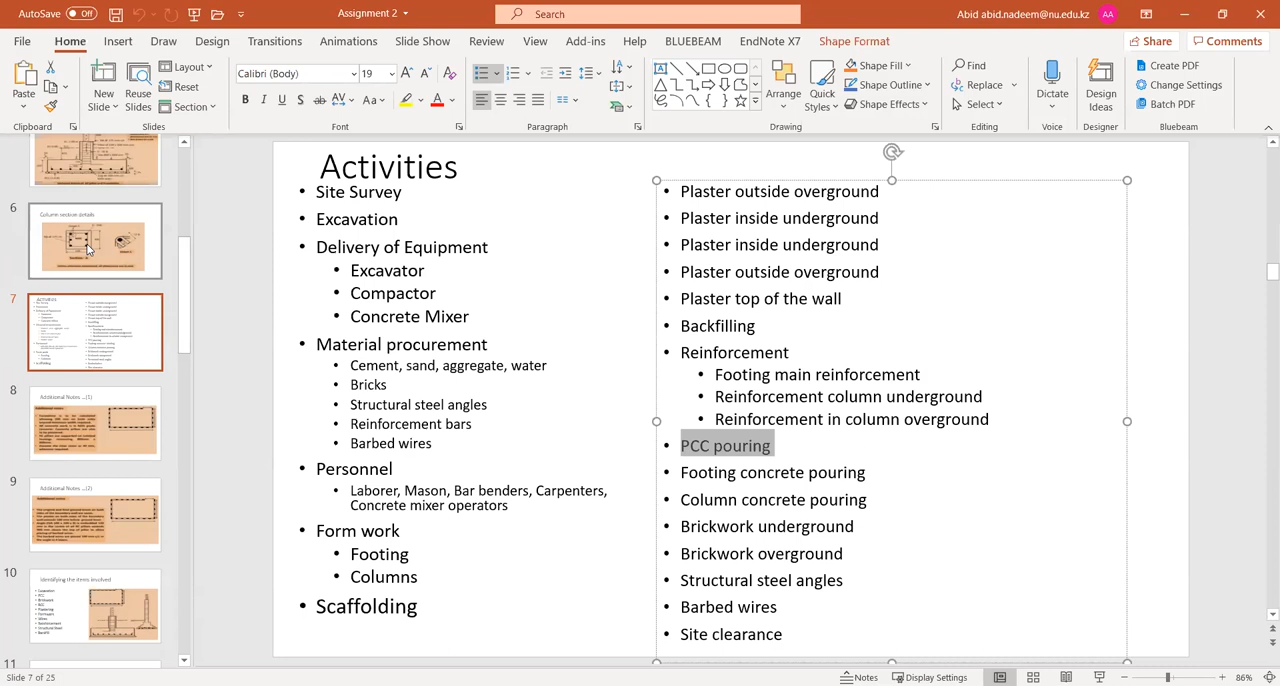 AutoSave Off
Assignment 2
Search
Abid abid.nadeem@nu.edu.kz AA
File Home Insert Draw Design Transitions Animations Slide Show Review View Add-ins Help BLUEBEAM EndNote X7 Shape Format Share Comments
Paste
Clipboard
New Slide
Reuse Slides
Layout
Reset
Section
Slides
Calibri (Body) 19
B I U S ab AV Aa A
Font
Paragraph
Arrange
Quick Styles
Shape Fill
Shape Outline
Shape Effects
Drawing
Find
Replace
Select
Editing
Dictate
Voice
Design Ideas
Designer
Create PDF
Change Settings
Batch PDF
Bluebeam
6
Column section details
7
Activities
8
Additional Notes ...(1)
9
Additional Notes ...(2)
10
Identifying the items involved
11
Activities
• Site Survey
• Excavation
• Delivery of Equipment
• Excavator
• Compactor
• Concrete Mixer
• Material procurement
• Cement, sand, aggregate, water
• Bricks
• Structural steel angles
• Reinforcement bars
• Barbed wires
• Personnel
• Laborer, Mason, Bar benders, Carpenters,
Concrete mixer operators
• Form work
• Footing
• Columns
• Scaffolding
• Plaster outside overground
• Plaster inside underground
• Plaster inside underground
• Plaster outside overground
• Plaster top of the wall
• Backfilling
• Reinforcement
• Footing main reinforcement
• Reinforcement column underground
• Reinforcement in column overground
• PCC pouring
• Footing concrete pouring
• Column concrete pouring
• Brickwork underground
• Brickwork overground
• Structural steel angles
• Barbed wires
• Site clearance
Slide 7 of 25
Notes
Display Settings
86%